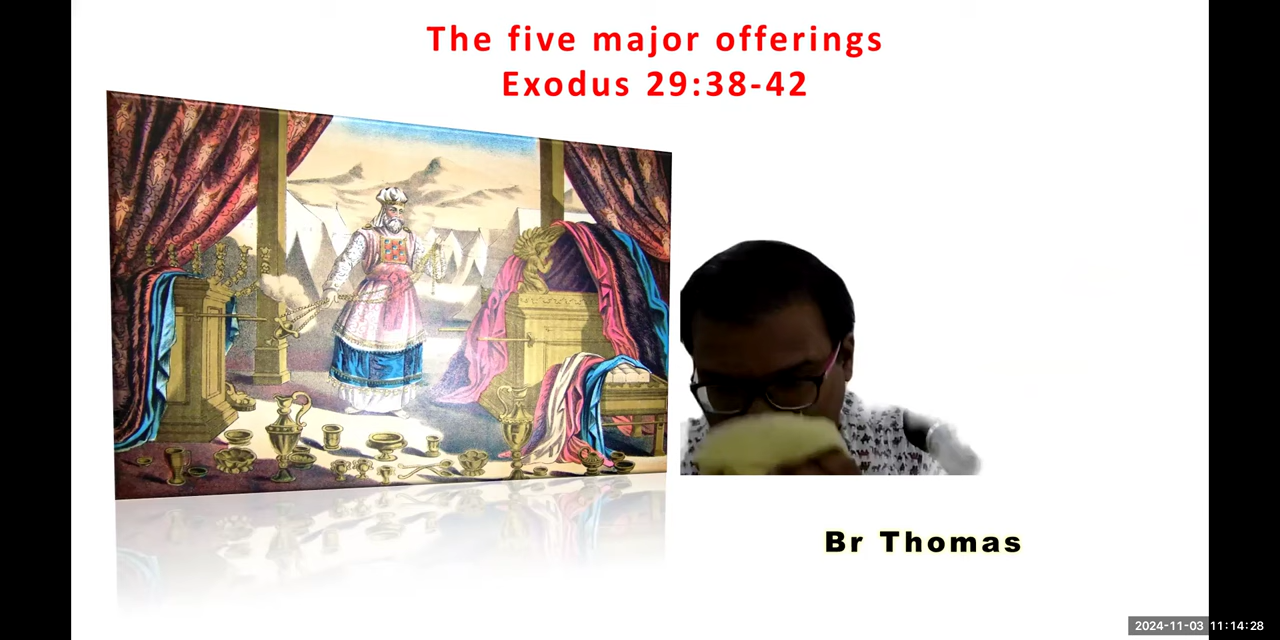 The five major offerings
Exodus 29:38-42
Br Thomas
2024-11-03 11:14:28